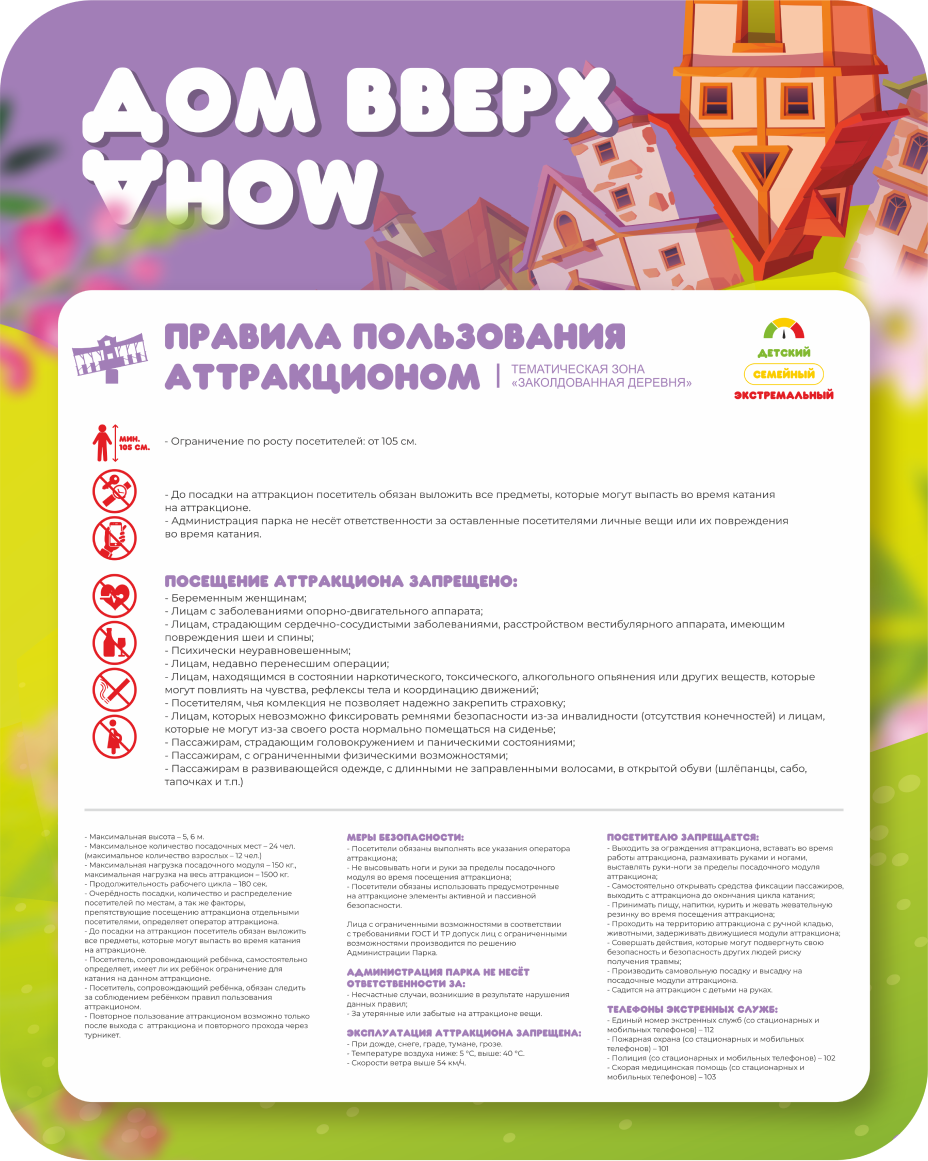 ДОМ ВВЕРХ
ДНОМ
ПРАВИЛА ПОЛЬЗОВАНИЯ
АТТРАКЦИОНОМ
ТЕМАТИЧЕСКАЯ ЗОНА
«ЗАКОЛДОВАННАЯ ДЕРЕВНЯ»
ДЕТСКИЙ
СЕМЕЙНЫЙ
ЭКСТРЕМАЛЬНЫЙ
МИН.
105 СМ.
- Ограничение по росту посетителей: от 105 см.
- До посадки на аттракцион посетитель обязан выложить все предметы, которые могут выпасть во время катания
на аттракционе.
- Администрация парка не несёт ответственности за оставленные посетителями личные вещи или их повреждения
во время катания.
ПОСЕЩЕНИЕ АТТРАКЦИОНА ЗАПРЕЩЕНО:
- Беременным женщинам;
- Лицам с заболеваниями опорно-двигательного аппарата;
- Лицам, страдающим сердечно-сосудистыми заболеваниями, расстройством вестибулярного аппарата, имеющим
повреждения шеи и спины;
- Психически неуравновешенным;
- Лицам, недавно перенесшим операции;
- Лицам, находящимся в состоянии наркотического, токсического, алкогольного опьянения или других веществ, которые
могут повлиять на чувства, рефлексы тела и координацию движений;
- Посетителям, чья комлекция не позволяет надежно закрепить страховку;
- Лицам, которых невозможно фиксировать ремнями безопасности из-за инвалидности (отсутствия конечностей) и лицам,
которые не могут из-за своего роста нормально помещаться на сиденье;
- Пассажирам, страдающим головокружением и паническими состояниями;
- Пассажирам, с ограниченными физическими возможностями;
- Пассажирам в развивающейся одежде, с длинными не заправленными волосами, в открытой обуви (шлёпанцы, сабо,
тапочках и т.п.)
- Максимальная высота – 5, 6 м.
- Максимальное количество посадочных мест – 24 чел.
(максимальное количество взрослых – 12 чел.)
- Максимальная нагрузка посадочного модуля – 150 кг.,
максимальная нагрузка на весь аттракцион – 1500 кг.
- Продолжительность рабочего цикла – 180 сек.
- Очерёдность посадки, количество и распределение
посетителей по местам, а так же факторы,
препятствующие посещению аттракциона отдельными
посетителями, определяет оператор аттракциона.
- До посадки на аттракцион посетитель обязан выложить
все предметы, которые могут выпасть во время катания
на аттракционе.
- Посетитель, сопровождающий ребёнка, самостоятельно
определяет, имеет ли их ребёнок ограничение для
катания на данном аттракционе.
- Посетитель, сопровождающий ребёнка, обязан следить
за соблюдением ребёнком правил пользования
аттракционом.
- Повторное пользование аттракционом возможно только
после выхода с аттракциона и повторного прохода через
турникет.
МЕРЫ БЕЗОПАСНОСТИ:
- Посетители обязаны выполнять все указания оператора
аттракциона;
- Не высовывать ноги и руки за пределы посадочного
модуля во время посещения аттракциона;
- Посетители обязаны использовать предусмотренные
на аттракционе элементы активной и пассивной
безопасности.
Лица с ограниченными возможностями в соответствии
с требованиями ГОСТ И ТР допуск лиц с ограниченными
возможностями производится по решению
Администрации Парка.
АДМИНИСТРАЦИЯ ПАРКА НЕ НЕСЁТ
ОТВЕТСТВЕННОСТИ ЗА:
- Несчастные случаи, возникшие в результате нарушения
данных правил;
- За утерянные или забытые на аттракционе вещи.
ЭКСПЛУАТАЦИЯ АТТРАКЦИОНА ЗАПРЕЩЕНА:
- При дожде, снеге, граде, тумане, грозе.
- Температуре воздуха ниже: 5 °С, выше: 40 °С.
- Скорости ветра выше 54 км/ч.
ПОСЕТИТЕЛЮ ЗАПРЕЩАЕТСЯ:
- Выходить за ограждения аттракциона, вставать во время
работы аттракциона, размахивать руками и ногами,
выставлять руки-ноги за пределы посадочного модуля
аттракциона;
- Самостоятельно открывать средства фиксации пассажиров,
выходить с аттракциона до окончания цикла катания;
- Принимать пищу, напитки, курить и жевать жевательную
резинку во время посещения аттракциона;
- Проходить на территорию аттракциона с ручной кладью,
животными, задерживать движущиеся модули аттракциона;
- Совершать действия, которые могут подвергнуть свою
безопасность и безопасность других людей риску
получения травмы;
- Производить самовольную посадку и высадку на
посадочные модули аттракциона.
- Садится на аттракцион с детьми на руках.
ТЕЛЕФОНЫ ЭКСТРЕННЫХ СЛУЖБ:
- Единый номер экстренных служб (со стационарных и
мобильных телефонов) – 112
- Пожарная охрана (со стационарных и мобильных
телефонов) – 101
- Полиция (со стационарных и мобильных телефонов) – 102
- Скорая медицинская помощь (со стационарных и
мобильных телефонов) – 103